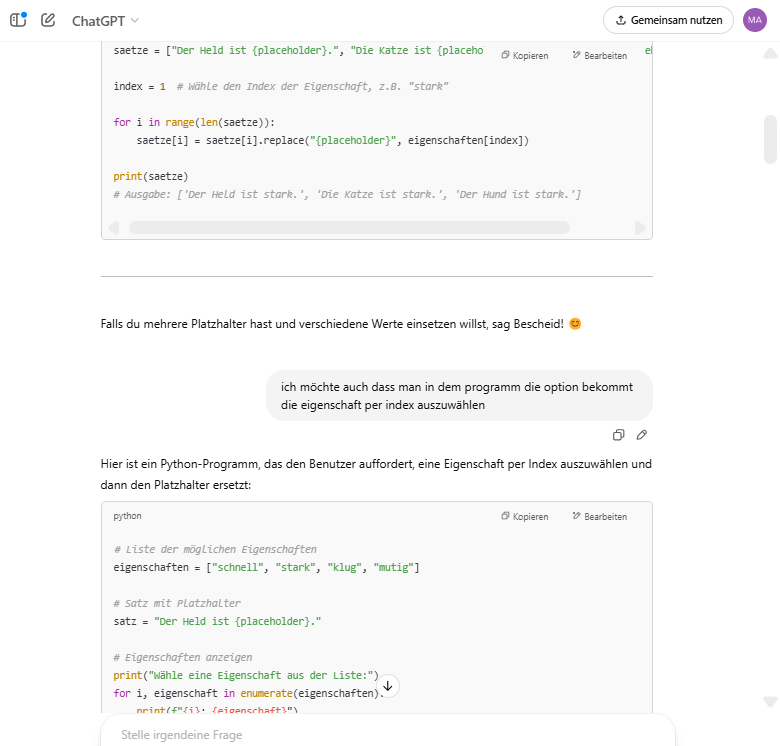 ChatGPT
Gemeinsam nutzen
MA
saetze = ["Der Held ist {placeholder}.", "Die Katze ist {placeho
Kopieren
Bearbeiten
index = 1  # Wähle den Index der Eigenschaft, z.B. "stark"
for i in range(len(saetze)):
    saetze[i] = saetze[i].replace("{placeholder}", eigenschaften[index])
print(saetze)
# Ausgabe: ['Der Held ist stark.', 'Die Katze ist stark.', 'Der Hund ist stark.']
Falls du mehrere Platzhalter hast und verschiedene Werte einsetzen willst, sag Bescheid! 😊
ich möchte auch dass man in dem programm die option bekommt
die eigenschaft per index auszuwählen
Hier ist ein Python-Programm, das den Benutzer auffordert, eine Eigenschaft per Index auszuwählen und
dann den Platzhalter ersetzt:
python
Kopieren
Bearbeiten
# Liste der möglichen Eigenschaften
eigenschaften = ["schnell", "stark", "klug", "mutig"]
# Satz mit Platzhalter
satz = "Der Held ist {placeholder}."
# Eigenschaften anzeigen
print("Wähle eine Eigenschaft aus der Liste:")
for i, eigenschaft in enumerate(eigenschaften)
    print(f"{i}: {eigenschaft}")
Stelle irgendeine Frage